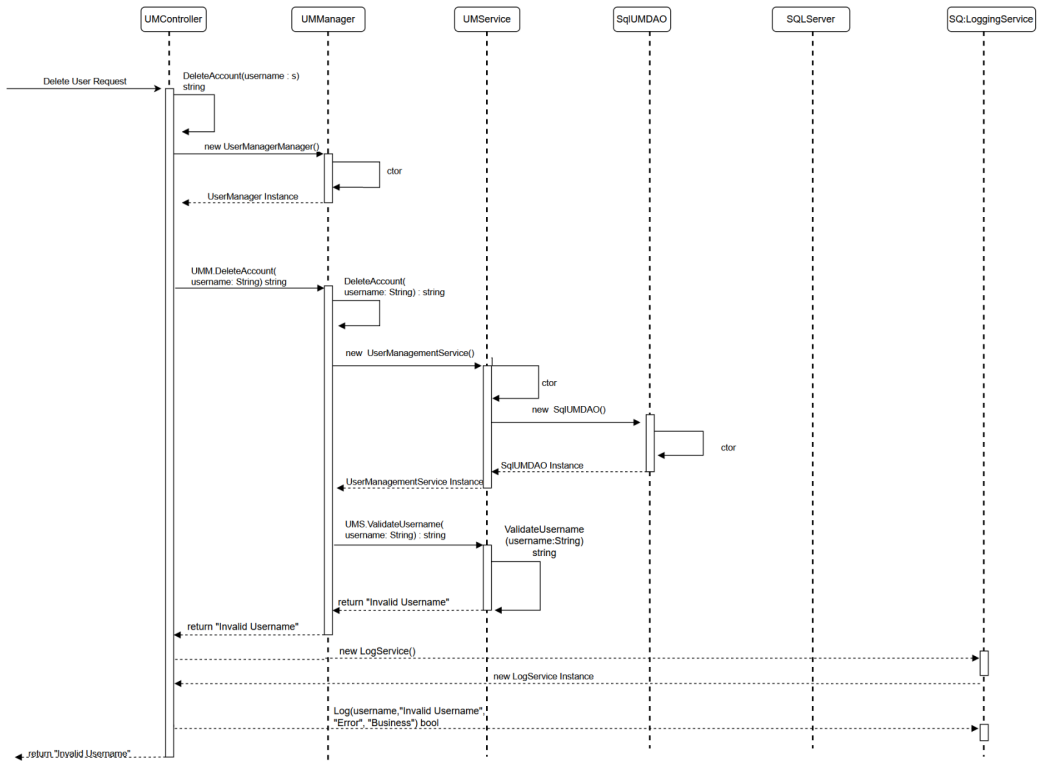 UMController
UMManager
UMService
SqlUMDAO
SQLServer
SQ:LoggingService
Delete User Request
DeleteAccount(username : s)
string
new UserManagerManager()
ctor
UserManager Instance
UMM.DeleteAccount(
username: String) string
DeleteAccount(
username: String) : string
new UserManagementService()
ctor
new SqlUMDAO()
ctor
SqlUMDAO Instance
UserManagementService Instance
UMS.ValidateUsername(
username: String) : string
ValidateUsername
(username:String)
string
return "Invalid Username"
return "Invalid Username"
new LogService()
new LogService Instance
Log(username,"Invalid Username",
"Error", "Business") bool
return "Invalid Username"